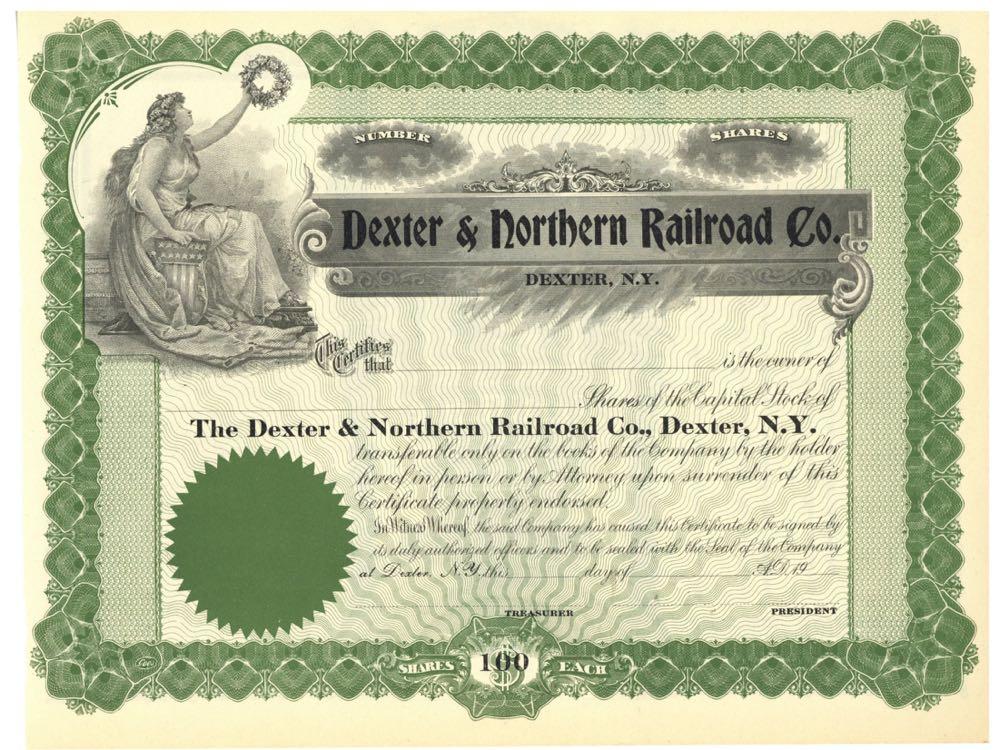 NUMBER SHARES
Dexter & Northern Railroad Co.
DEXTER, N.Y.
This Certifies that is the owner of
Shares of the Capital Stock of
The Dexter & Northern Railroad Co., Dexter, N.Y.
transferable only on the books of the Company by the holder
hereof in person or by Attorney upon surrender of this
Certificate properly endorsed.
In Witness Whereof, the said Company has caused this Certificate to be signed by
its duly authorized officers and to be sealed with the Seal of the Company
at Dexter, N.Y. this day of A.D. 19
TREASURER PRESIDENT
SHARES $100 EACH